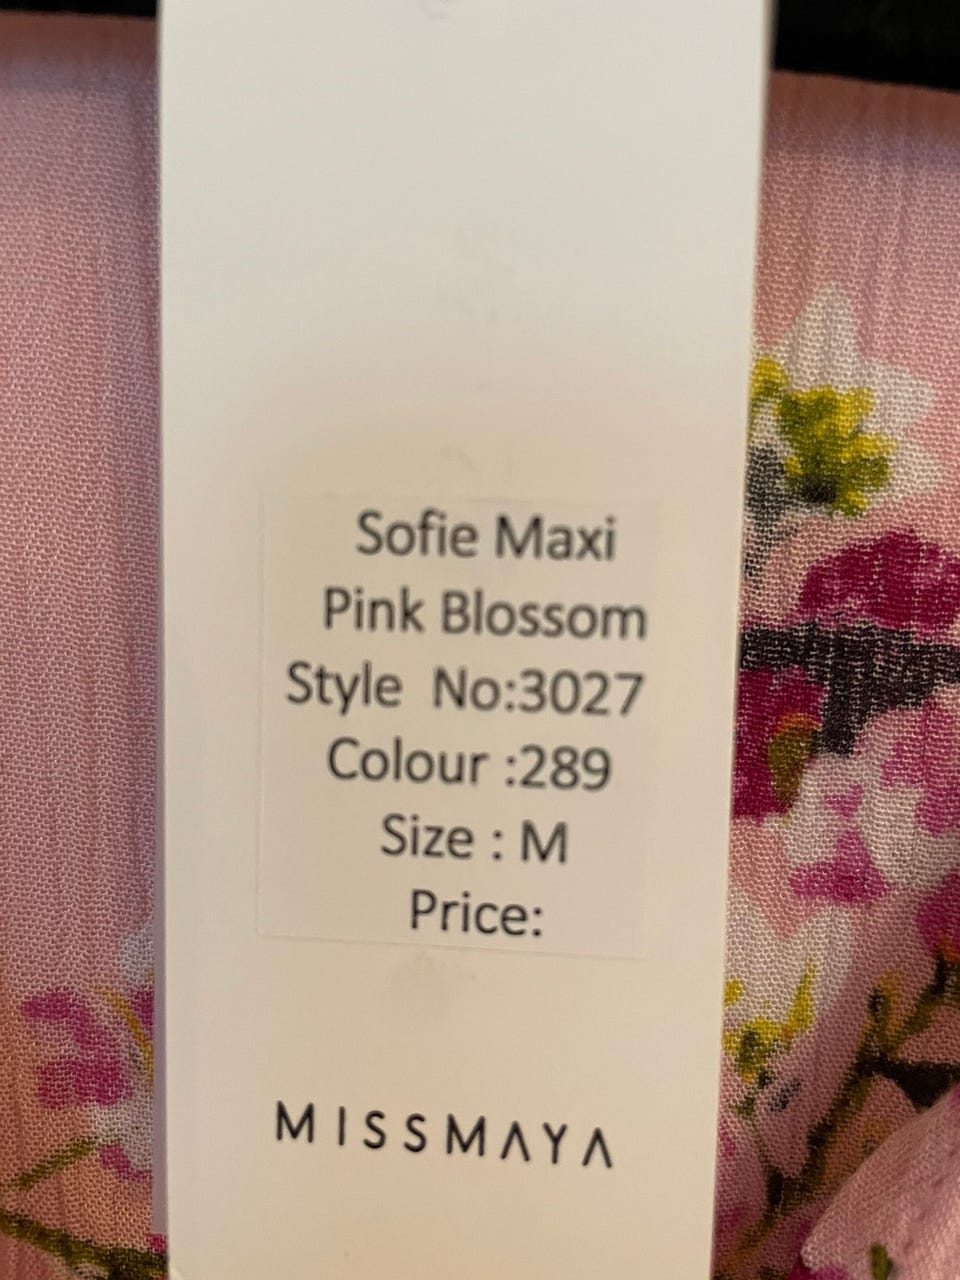 Sofie Maxi
Pink Blossom
Style No:3027
Colour :289
Size : M
Price:
MISSMAYA